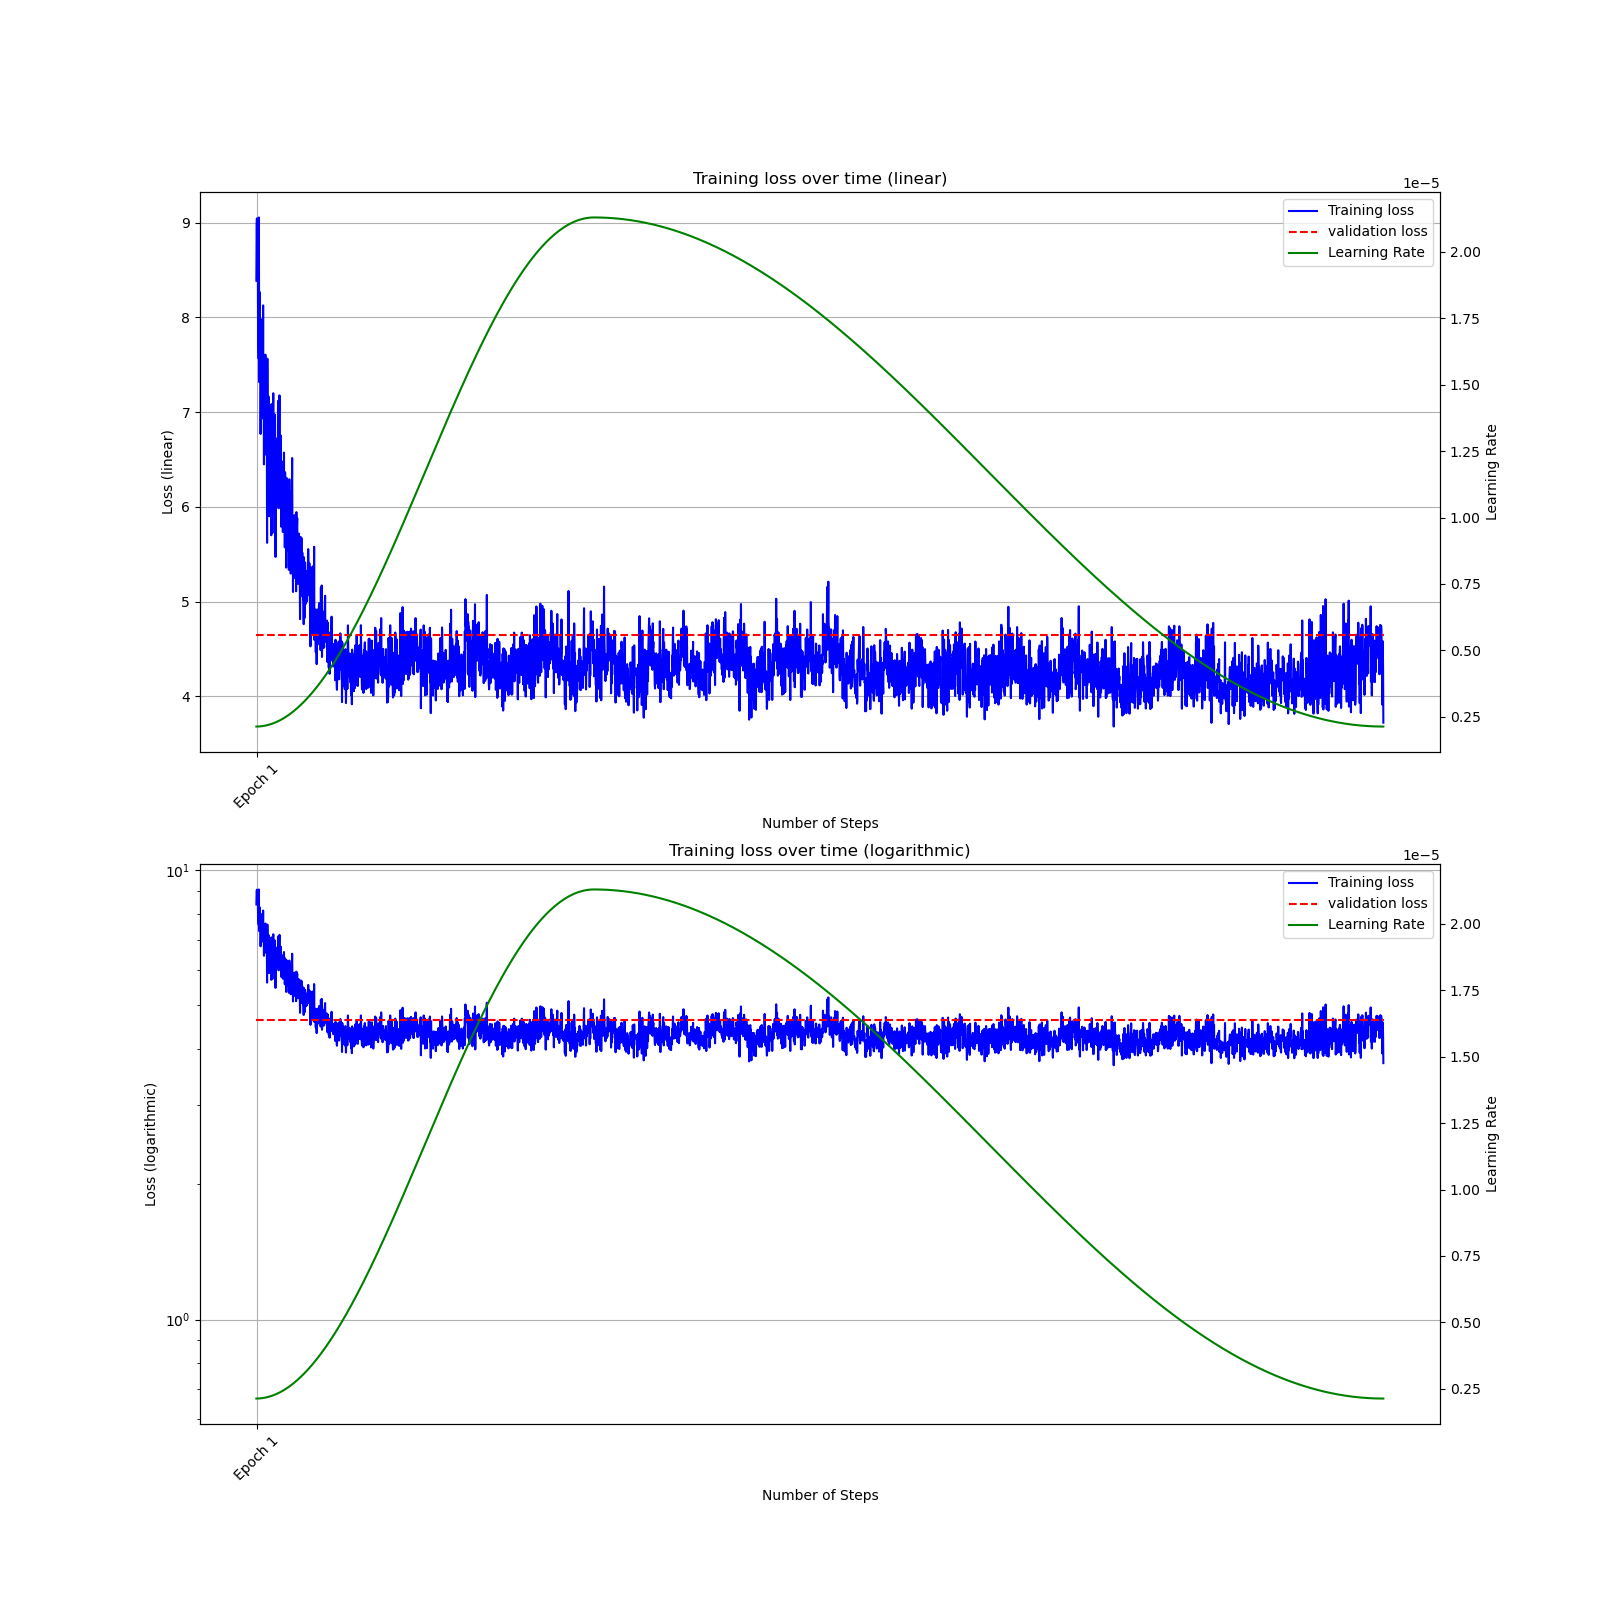 Training loss over time (linear)
1e−5
Training loss
validation loss
Learning Rate
9
8
7
6
5
4
Loss (linear)
2.00
1.75
1.50
1.25
1.00
0.75
0.50
0.25
Learning Rate
Epoch 1
Number of Steps
Training loss over time (logarithmic)
1e−5
Training loss
validation loss
Learning Rate
10¹
10⁰
Loss (logarithmic)
2.00
1.75
1.50
1.25
1.00
0.75
0.50
0.25
Learning Rate
Epoch 1
Number of Steps